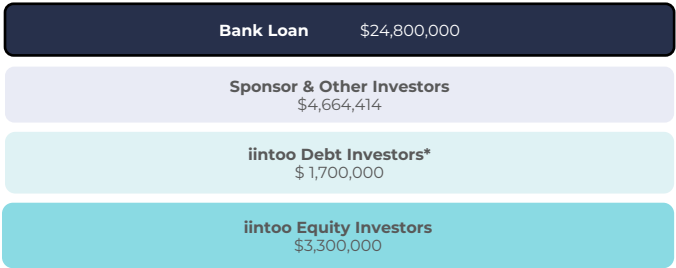 Bank Loan $24,800,000
Sponsor & Other Investors
$4,664,414
iintoo Debt Investors*
$ 1,700,000
iintoo Equity Investors
$3,300,000